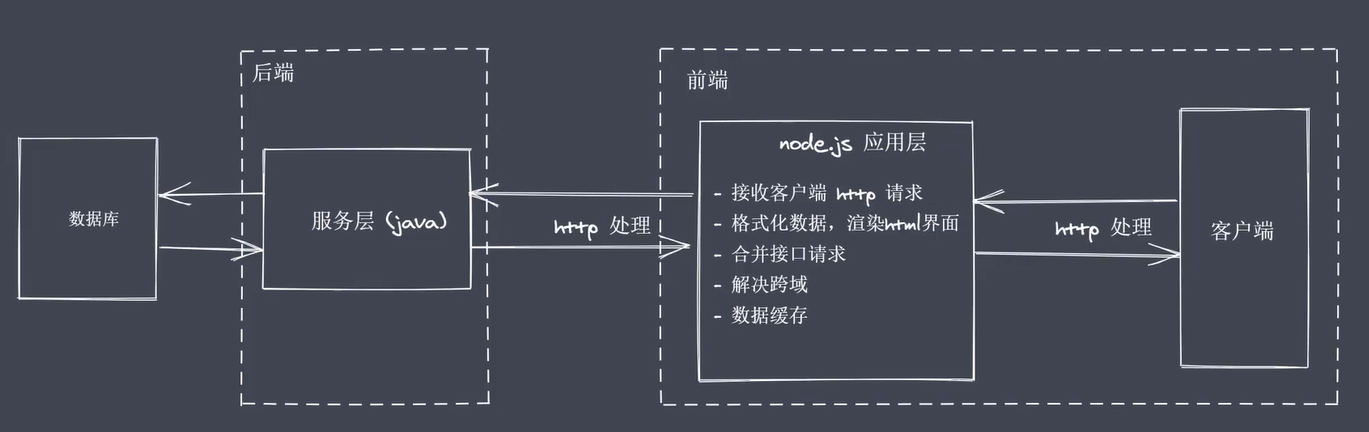 后端
前端
数据库
服务层 (java)
http 处理
node.js 应用层
- 接收客户端 http 请求
- 格式化数据，渲染html界面
- 合并接口请求
- 解决跨域
- 数据缓存
http 处理
客户端